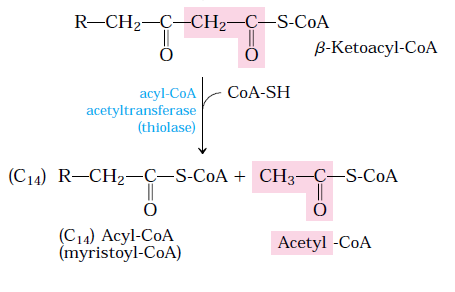 R—CH₂—C—CH₂—C—S-CoA
O O
β-Ketoacyl-CoA
acyl-CoA
acetyltransferase
(thiolase)
CoA-SH
(C₁₄) R—CH₂—C—S-CoA + CH₃—C—S-CoA
O O
(C₁₄) Acyl-CoA
(myristoyl-CoA)
Acetyl -CoA